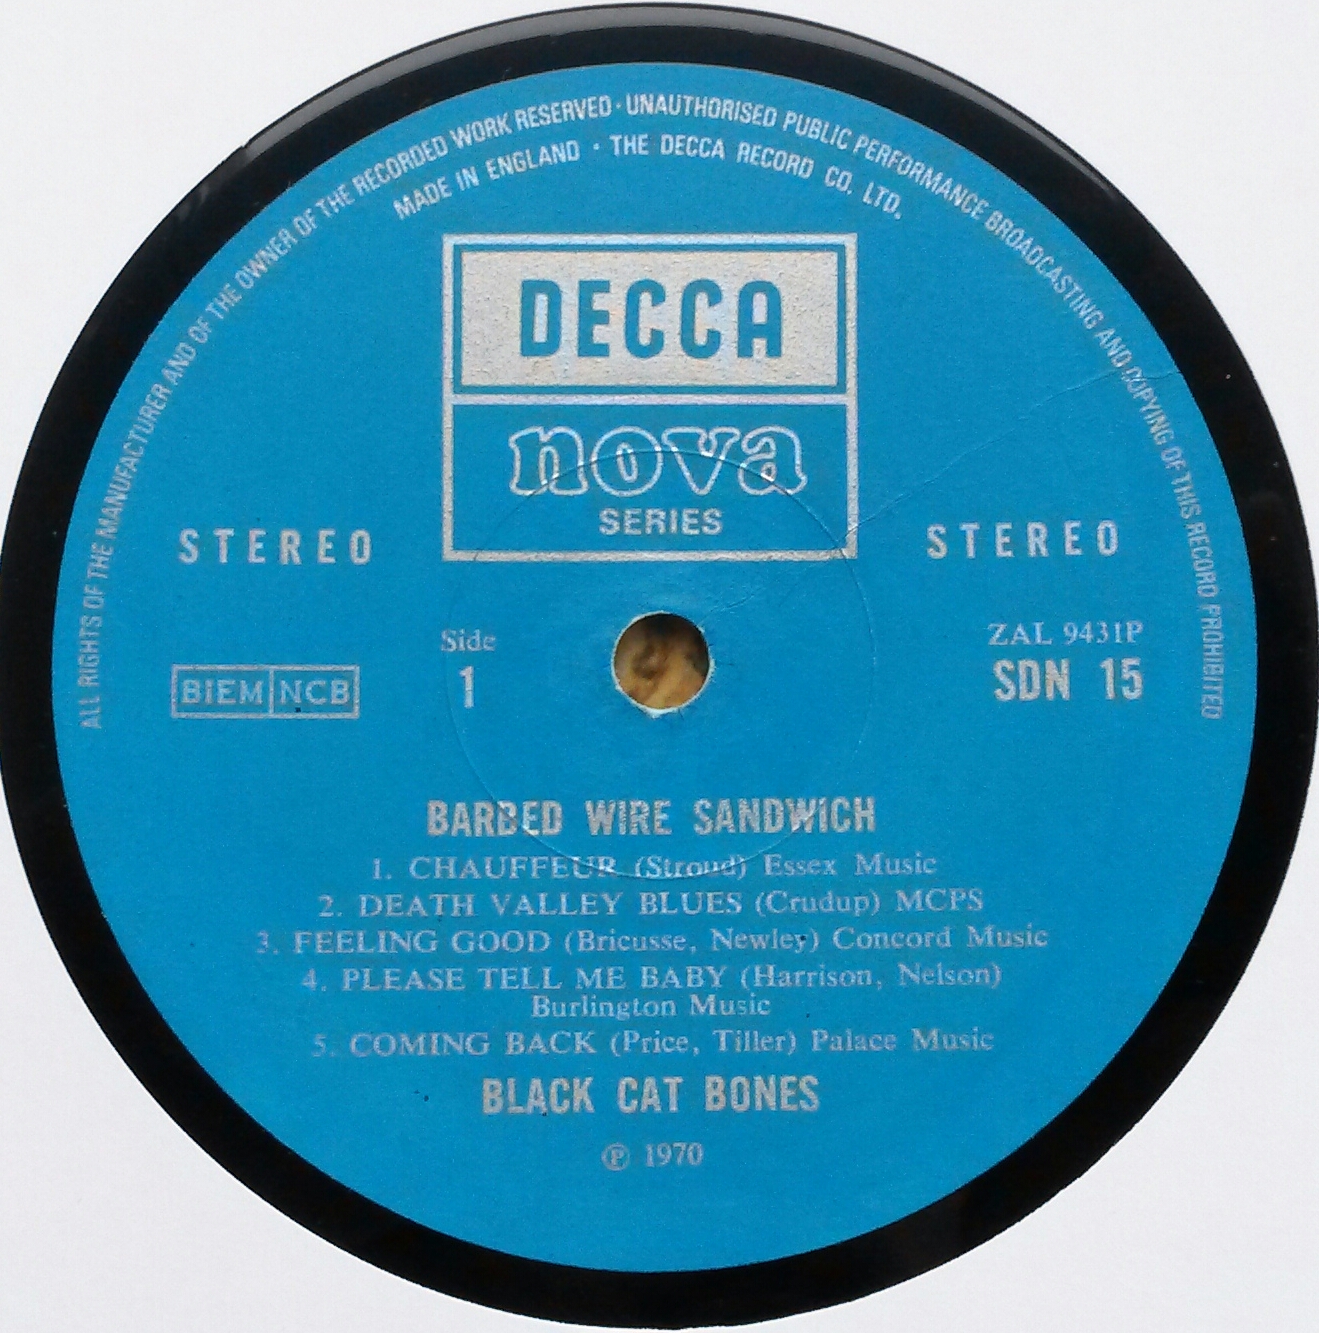 ALL RIGHTS OF THE MANUFACTURER AND OF THE OWNER OF THE RECORDED WORK RESERVED · UNAUTHORISED PUBLIC PERFORMANCE BROADCASTING AND COPYING OF THIS RECORD PROHIBITED
MADE IN ENGLAND · THE DECCA RECORD CO. LTD.
DECCA
nova
SERIES
STEREO STEREO
Side
1
BIEM NCB
ZAL 9431P
SDN 15
BARBED WIRE SANDWICH
1. CHAUFFEUR (Stroud) Essex Music
2. DEATH VALLEY BLUES (Crudup) MCPS
3. FEELING GOOD (Bricusse, Newley) Concord Music
4. PLEASE TELL ME BABY (Harrison, Nelson)
Burlington Music
5. COMING BACK (Price, Tiller) Palace Music
BLACK CAT BONES
℗ 1970